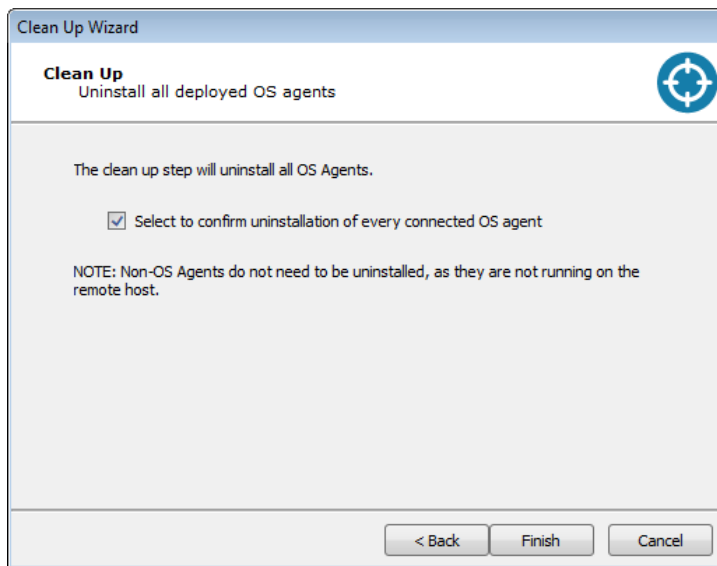 Clean Up Wizard
Clean Up
Uninstall all deployed OS agents
The clean up step will uninstall all OS Agents.
Select to confirm uninstallation of every connected OS agent
NOTE: Non-OS Agents do not need to be uninstalled, as they are not running on the
remote host.
< Back Finish Cancel